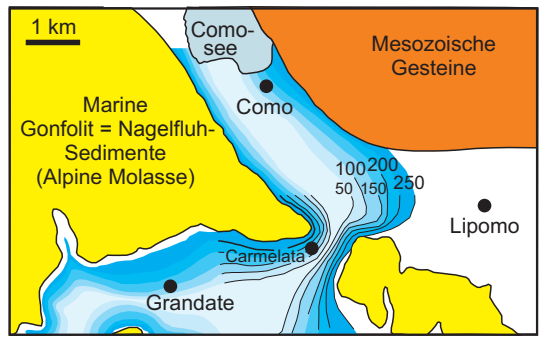 1 km
Como-
see
Mesozoische
Gesteine
Como
Marine
Gonfolit = Nagelfluh-
Sedimente
(Alpine Molasse)
100 200
50 150 250
Lipomo
Carmelata
Grandate